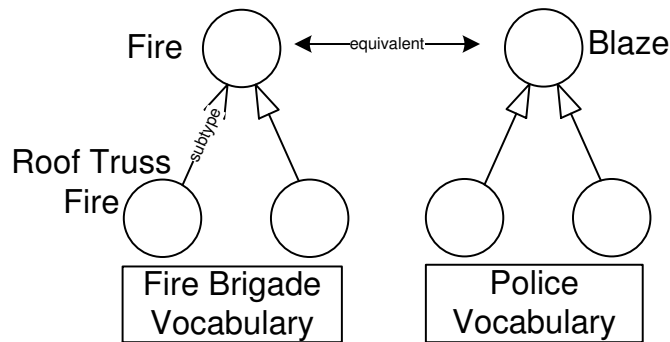 Fire
equivalent
Blaze
subtype
Roof Truss
Fire
Fire Brigade
Vocabulary
Police
Vocabulary